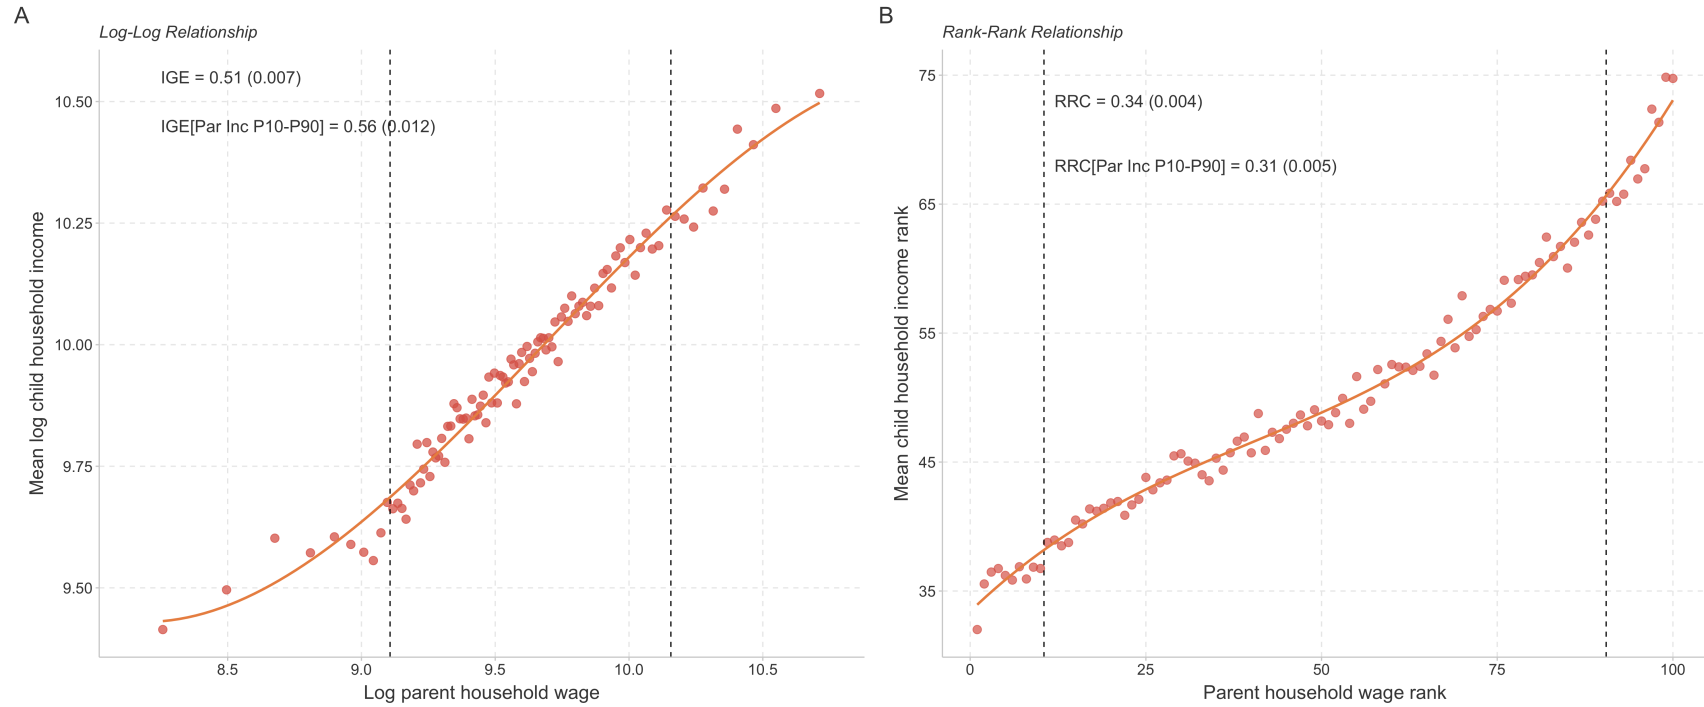 A
Log-Log Relationship
IGE = 0.51 (0.007)
IGE[Par Inc P10-P90] = 0.56 (0.012)
Mean log child household income
10.50
10.25
10.00
9.75
9.50
8.5 9.0 9.5 10.0 10.5
Log parent household wage
B
Rank-Rank Relationship
RRC = 0.34 (0.004)
RRC[Par Inc P10-P90] = 0.31 (0.005)
Mean child household income rank
75
65
55
45
35
0 25 50 75 100
Parent household wage rank